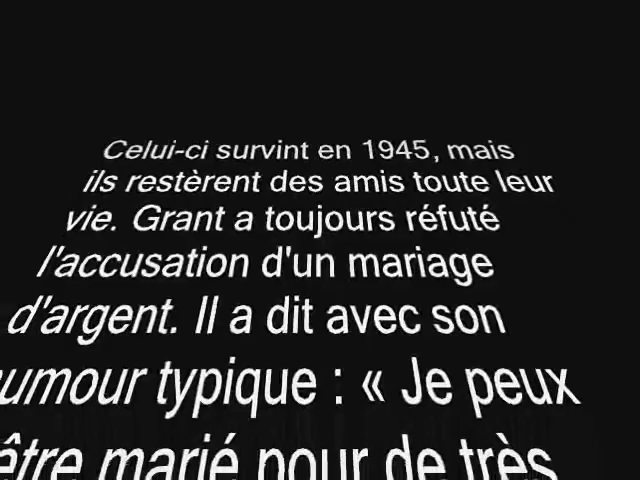 Celui-ci survint en 1945, mais
ils restèrent des amis toute leur
vie. Grant a toujours réfuté
l'accusation d'un mariage
d'argent. Il a dit avec son
umour typique : « Je peux
être marié pour de très